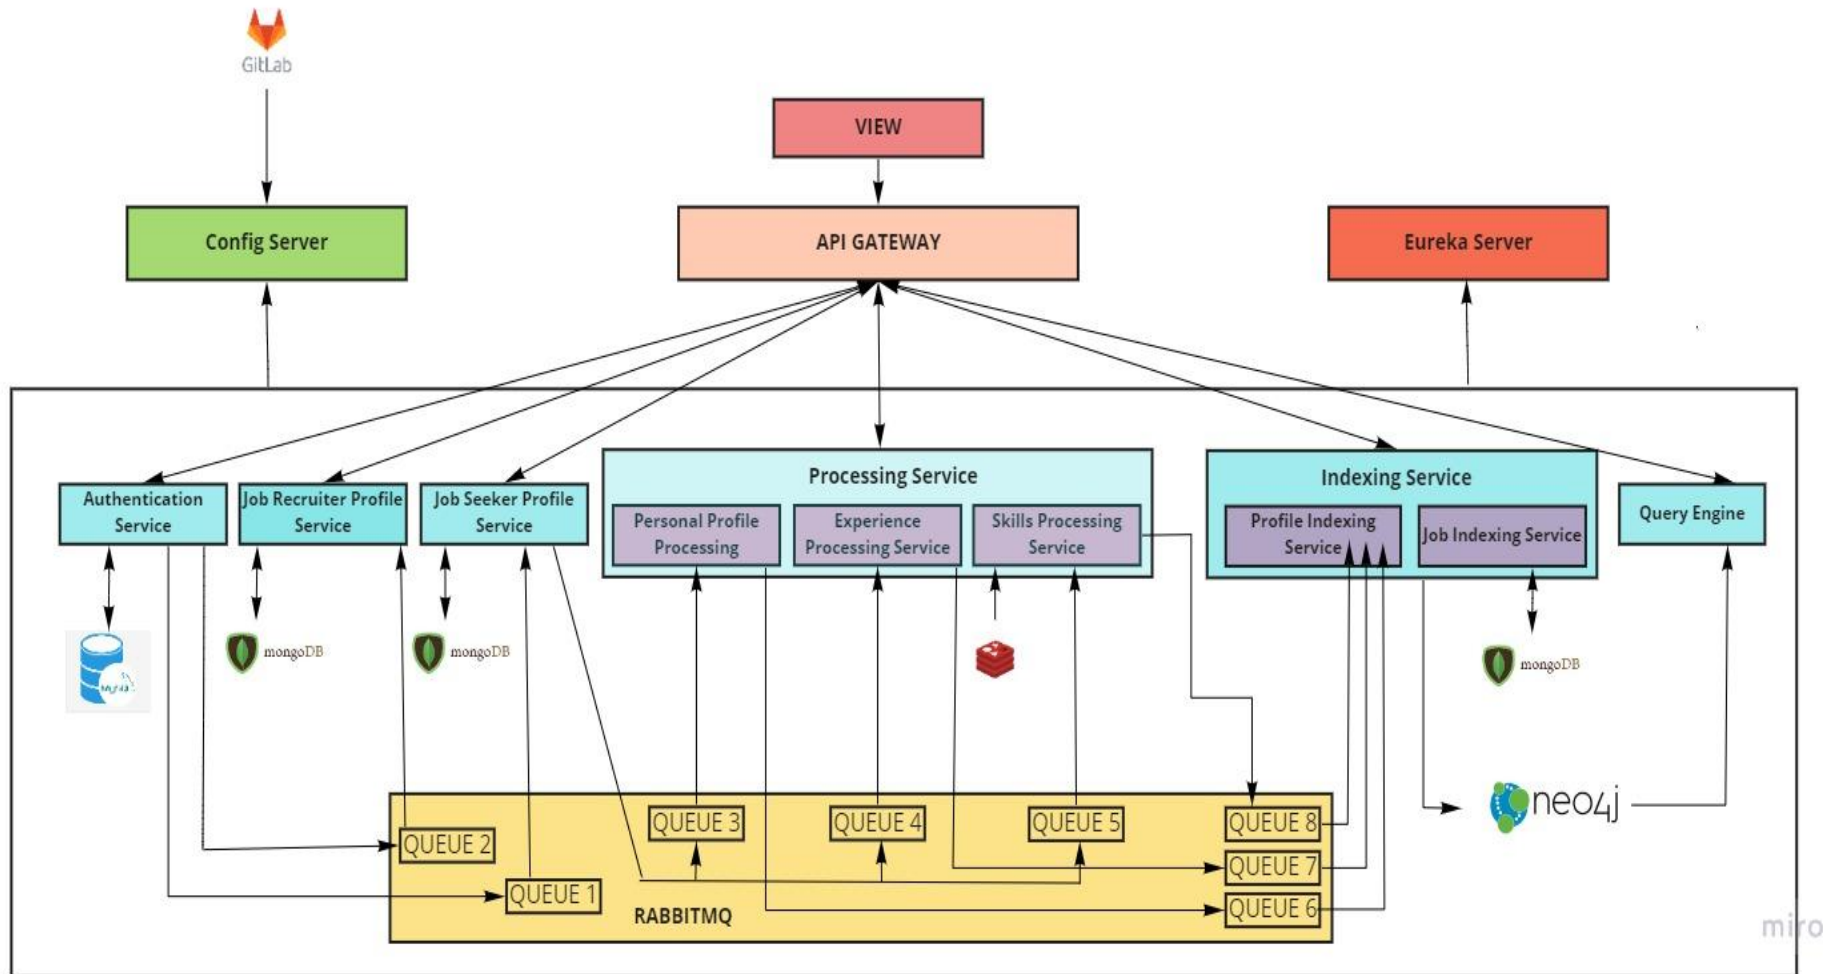 GitLab
VIEW
Config Server
API GATEWAY
Eureka Server
Processing Service
Indexing Service
Authentication
Service
Job Recruiter Profile
Service
Job Seeker Profile
Service
Personal Profile
Processing
Experience
Processing Service
Skills Processing
Service
Profile Indexing
Service
Job Indexing Service
Query Engine
mongoDB
mongoDB
mongoDB
neo4j
QUEUE 2
QUEUE 1
QUEUE 3
QUEUE 4
QUEUE 5
QUEUE 8
QUEUE 7
QUEUE 6
RABBITMQ
miro